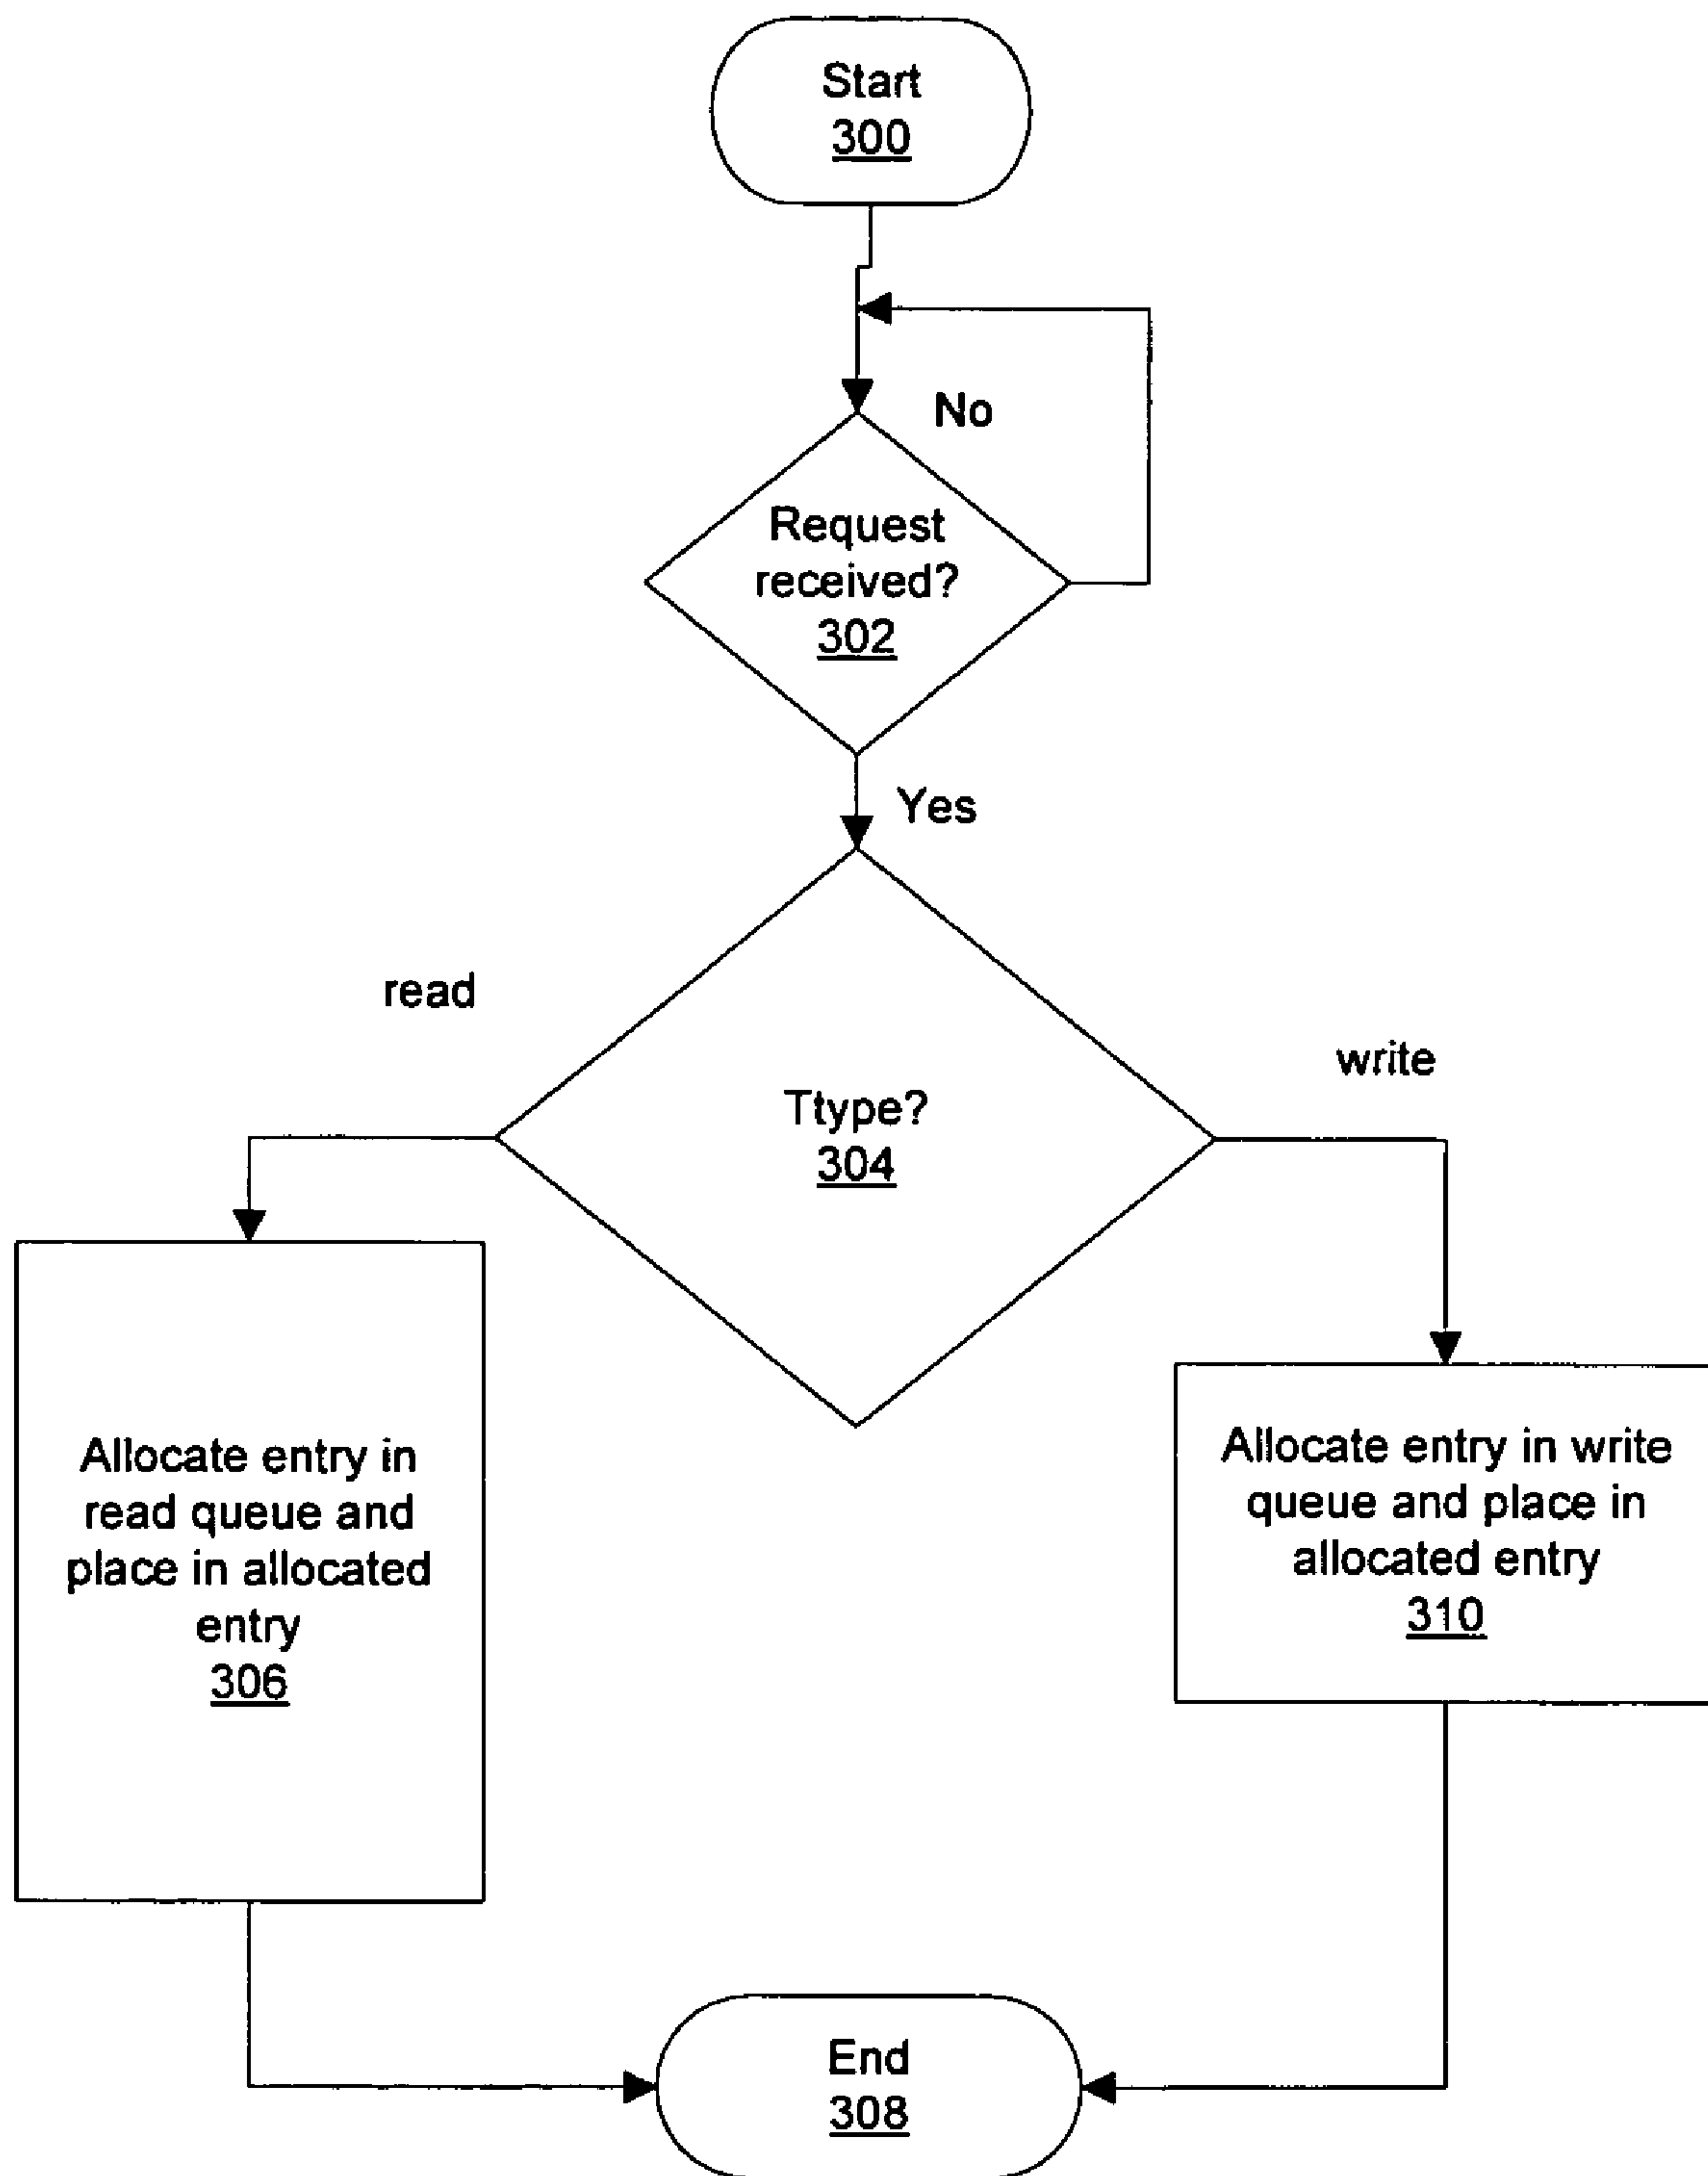 Start
300
No
Request
received?
302
Yes
read
write
Ttype?
304
Allocate entry in
read queue and
place in allocated
entry
306
Allocate entry in write
queue and place in
allocated entry
310
End
308